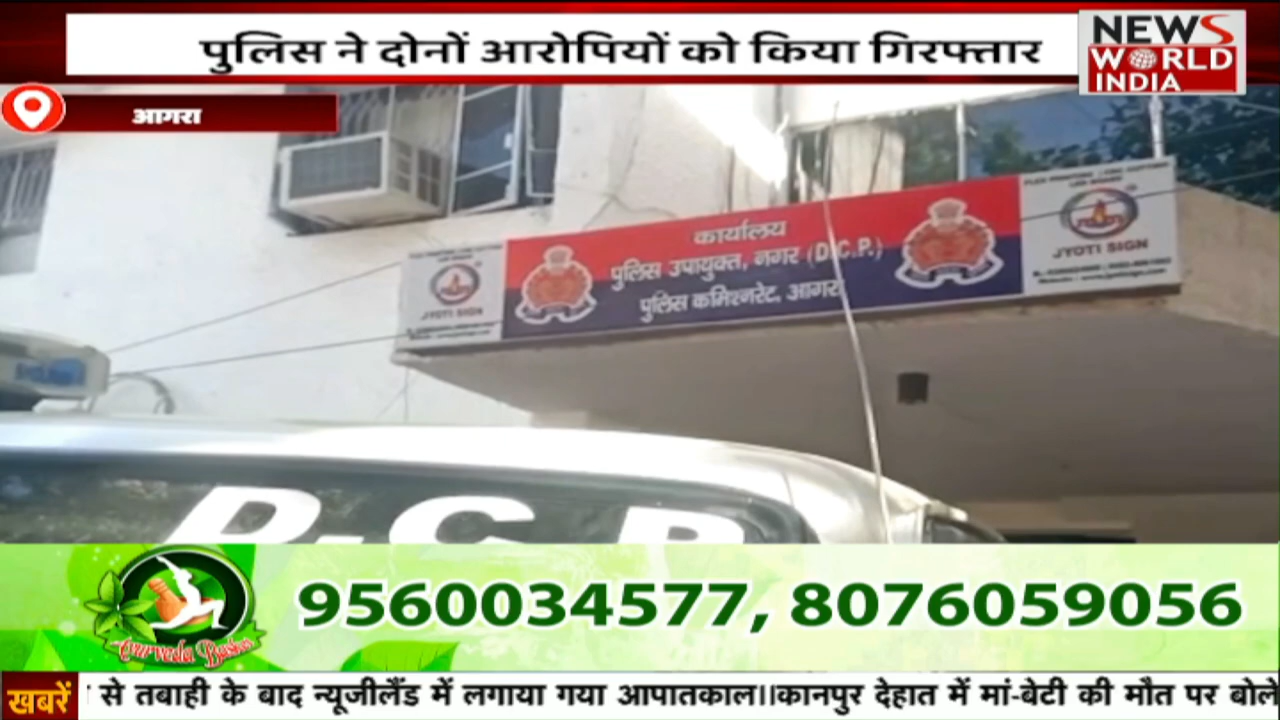 पुलिस ने दोनों आरोपियों को किया गिरफ्तार
NEWS
WORLD
INDIA
आगरा
कार्यालय
पुलिस उपायुक्त, नगर (D.C.P.)
पुलिस कमिश्नरेट, आगरा
JYOTI SIGN
JYOTI SIGN
D.C.P.
9560034577, 8076059056
Ayurveda
खबरें
से तबाही के बाद न्यूजीलैंड में लगाया गया आपातकाल।।कानपुर देहात में मां-बेटी की मौत पर बोले